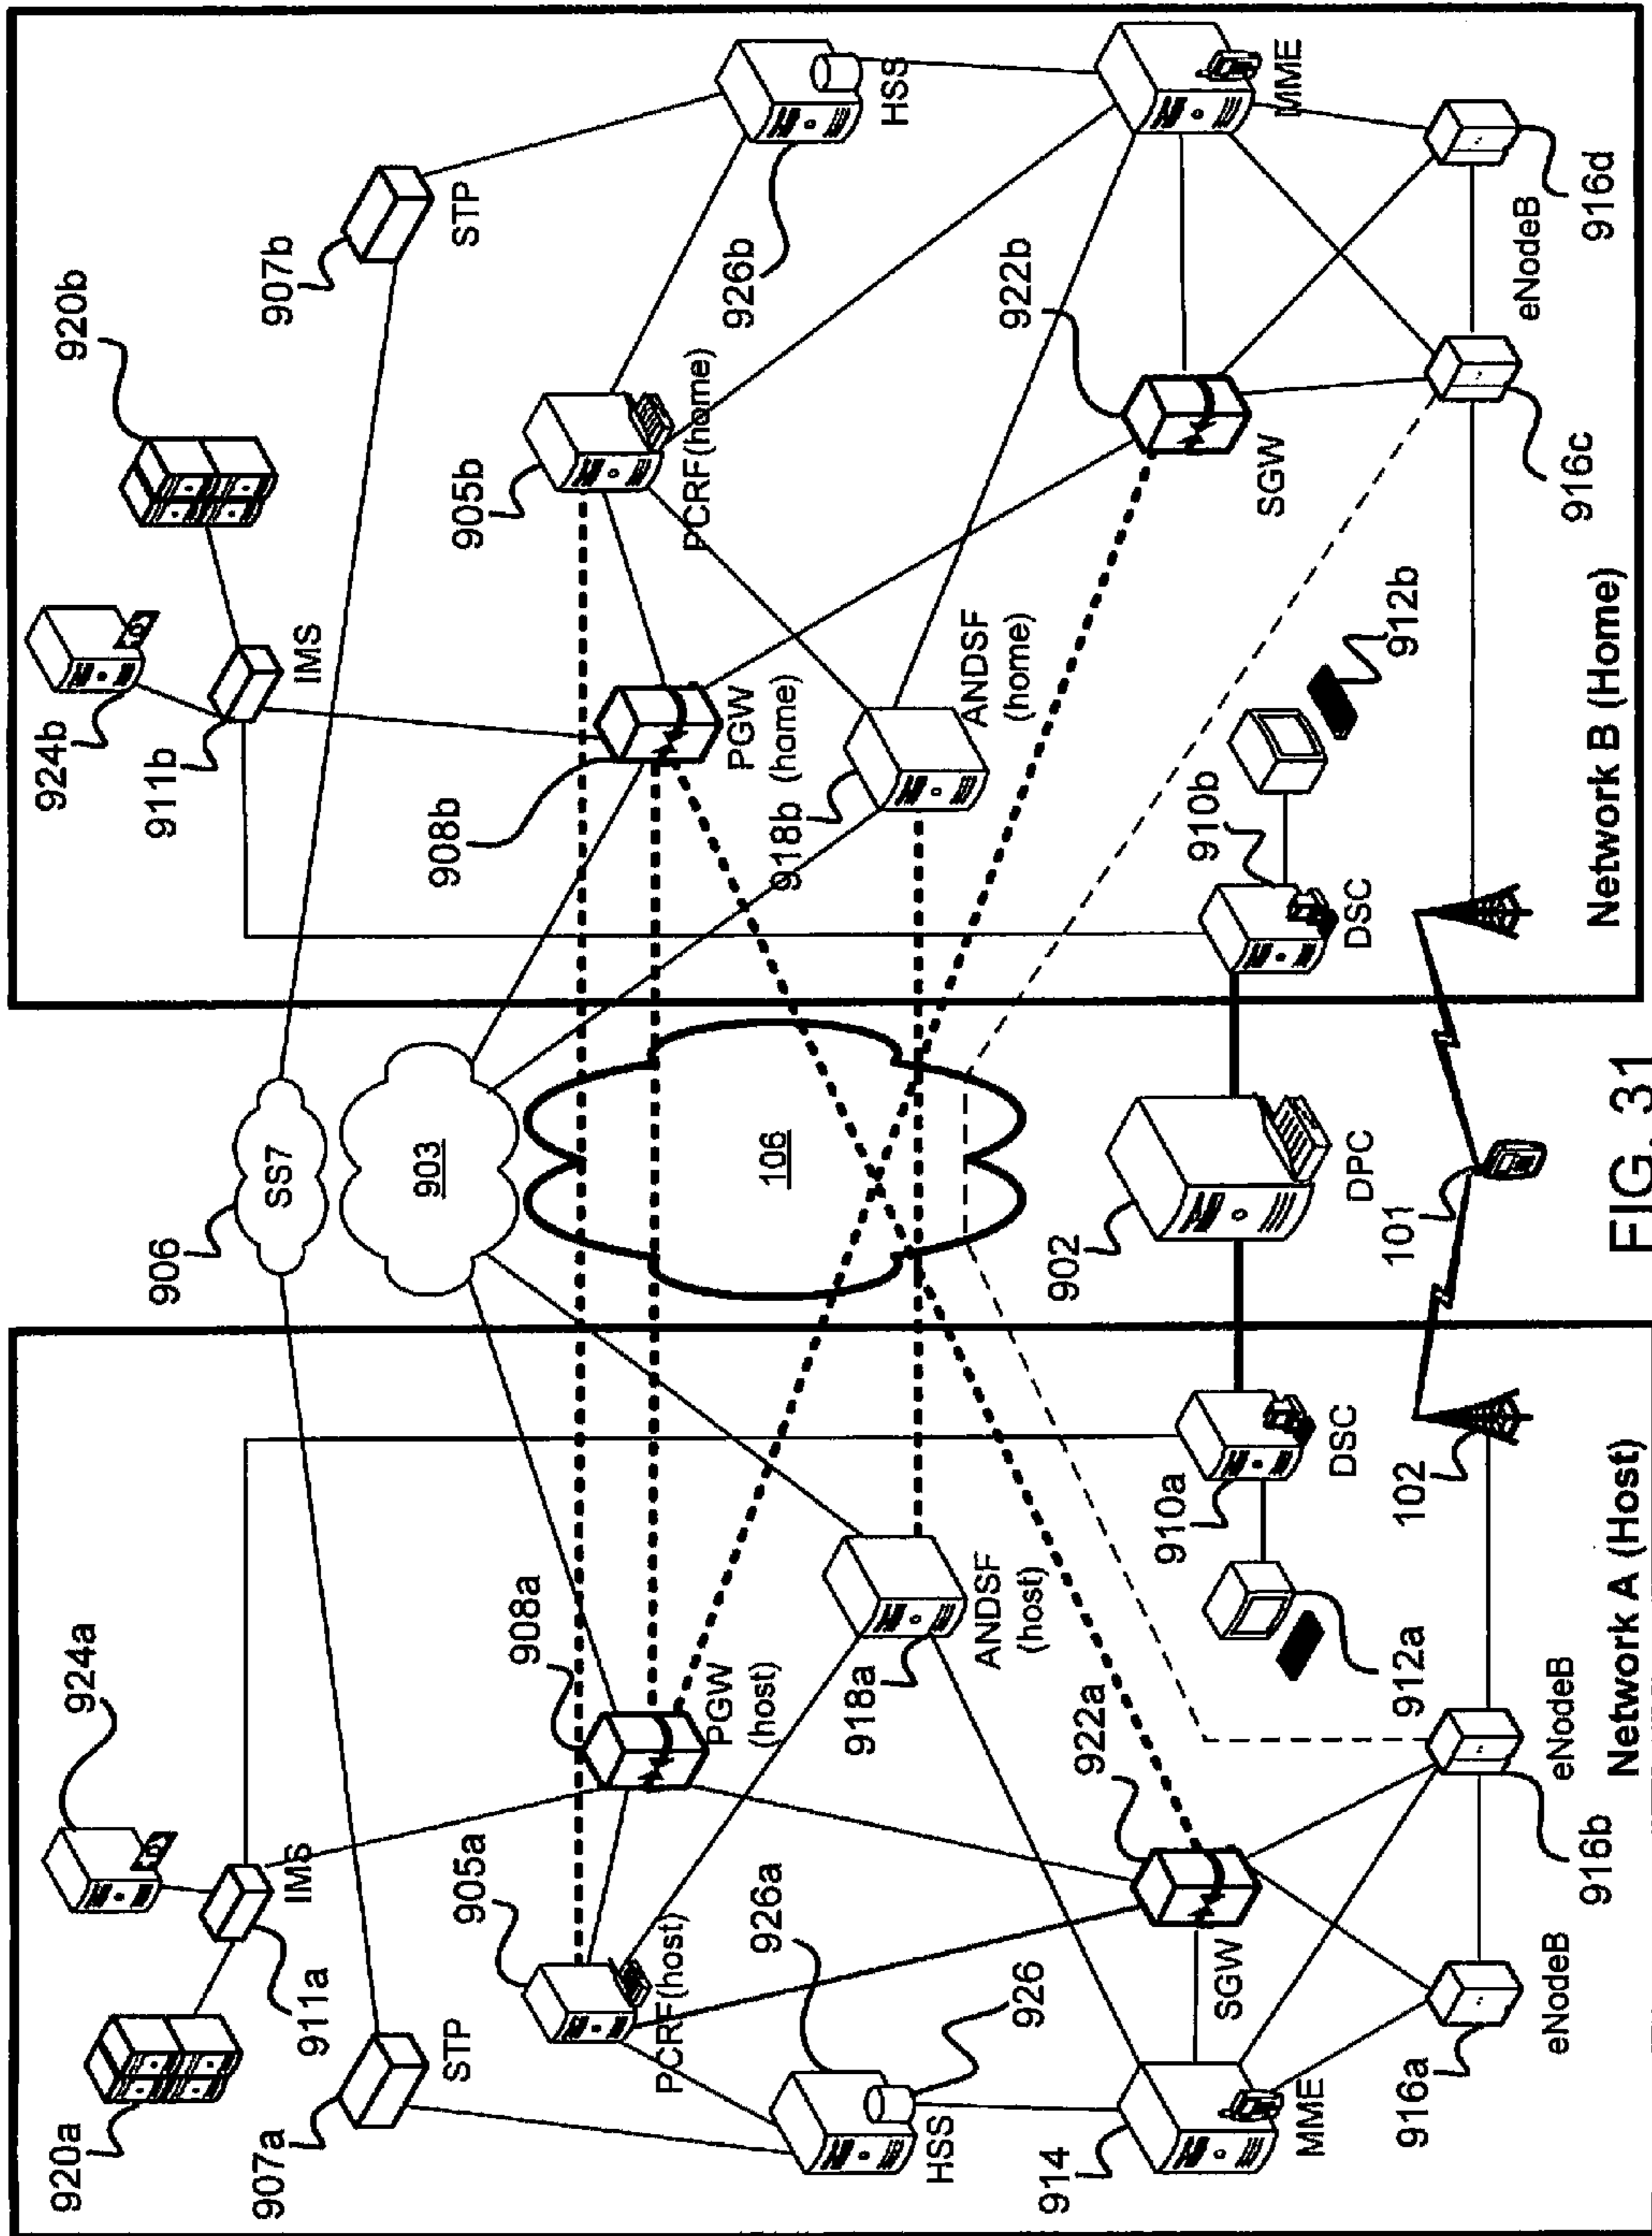 Network A (Host)
920a
924a
911a
IMS
907a
STP
905a
PCRF(host)
908a
PGW
(host)
926a
926
HSS
918a
ANDSF
(host)
914
MME
922a
SGW
916a
eNodeB
916b
eNodeB
912a
910a
DSC
102
906
SS7
903
106
902
DPC
101
Network B (Home)
924b
920b
911b
IMS
907b
STP
905b
PCRF(home)
908b
PGW
(home)
926b
HSS
918b
ANDSF
(home)
922b
SGW
MME
910b
DSC
912b
916c
eNodeB
916d
FIG. 31